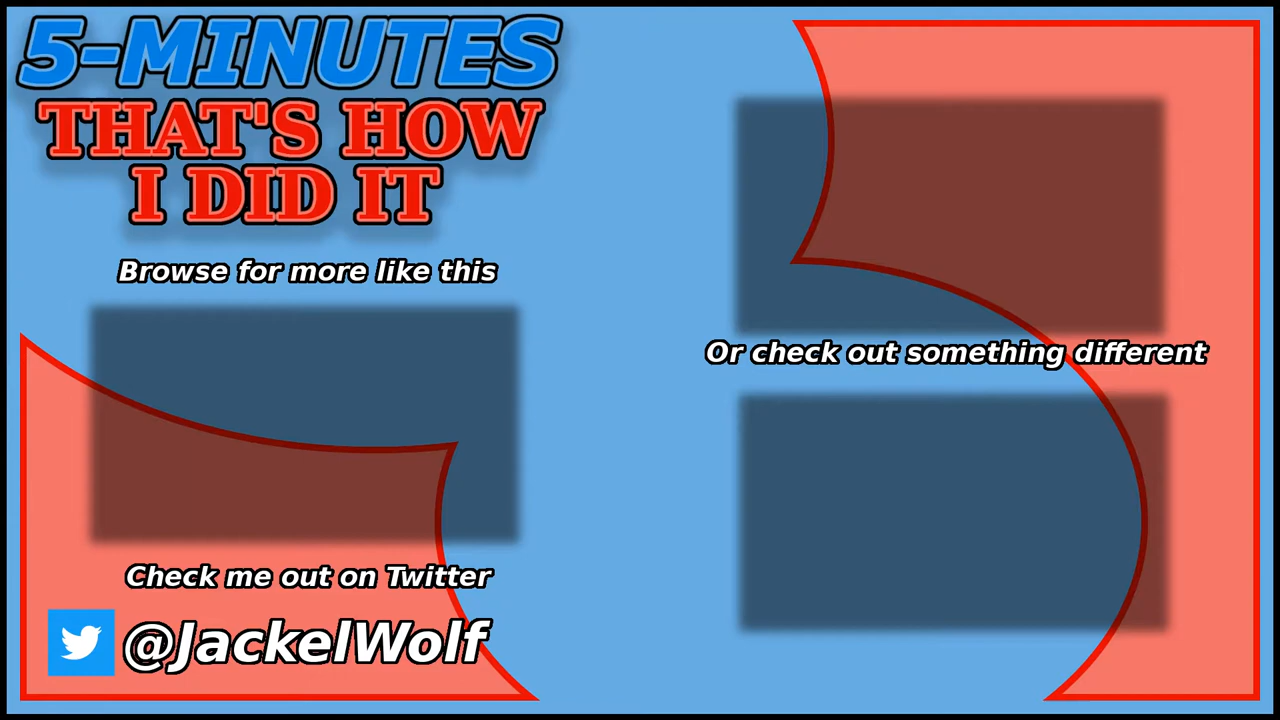 5-MINUTES
THAT'S HOW
I DID IT
Browse for more like this
Or check out something different
Check me out on Twitter
@JackelWolf